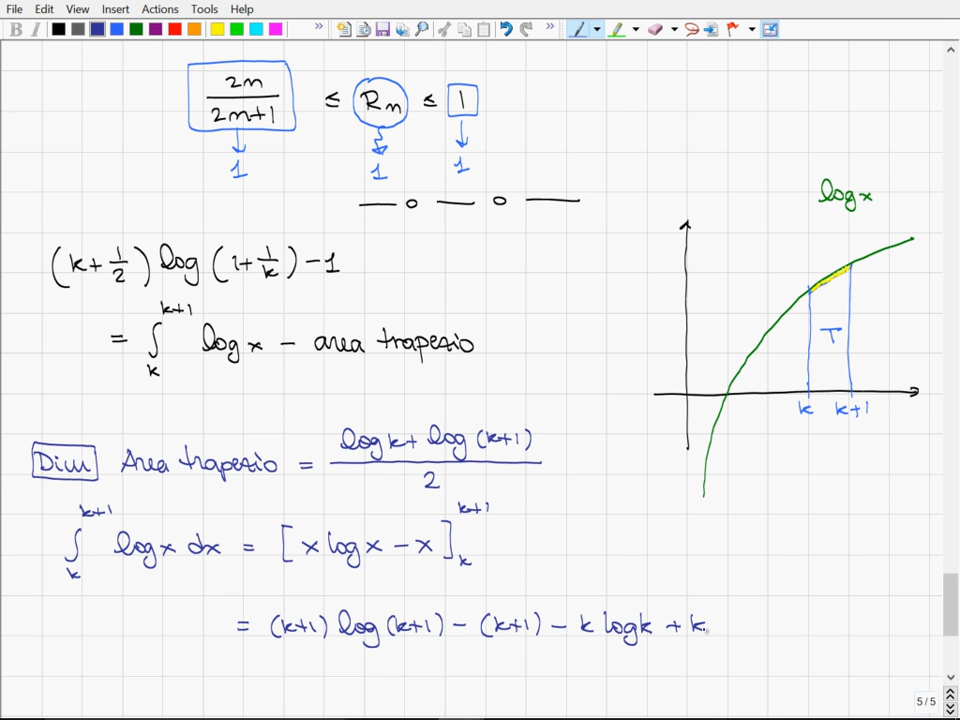 File Edit View Insert Actions Tools Help
B I
2n/2n+1 ≤ Rn ≤ 1
1 1 1
log x
(k+1/2) log (1+1/k) -1
= ∫_k^{k+1} log x - area trapezio
T
k k+1
Dim Area trapezio = (log k + log (k+1))/2
∫_k^{k+1} log x dx = [x log x - x]_k^{k+1}
= (k+1) log (k+1) - (k+1) - k log k + k
5/5